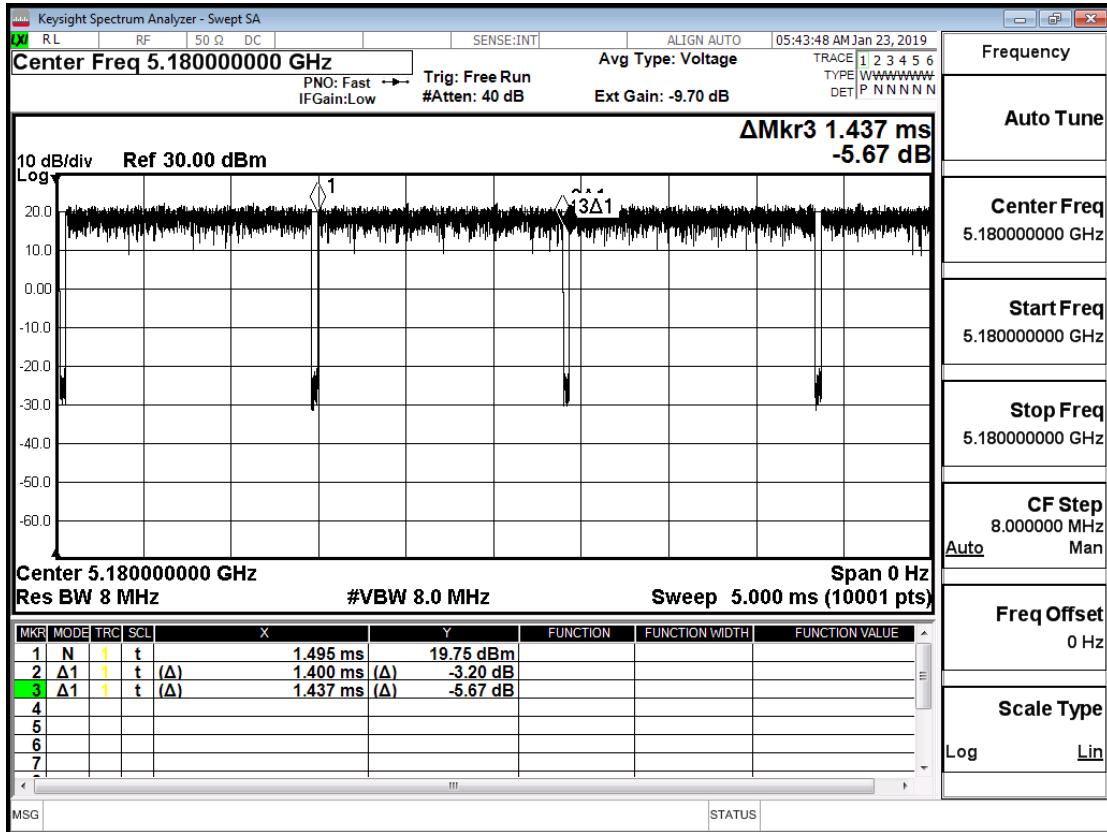 Keysight Spectrum Analyzer - Swept SA
LXI RL RF 50 Ω DC SENSE:INT ALIGN AUTO 05:43:48 AM Jan 23, 2019
Center Freq 5.180000000 GHz
PNO: Fast
IFGain:Low
Trig: Free Run
#Atten: 40 dB
Avg Type: Voltage
Ext Gain: -9.70 dB
TRACE 1 2 3 4 5 6
TYPE WWWWWW
DET P N N N N N
ΔMkr3 1.437 ms
-5.67 dB
10 dB/div Ref 30.00 dBm
Log
1
3Δ1
20.0
10.0
0.00
-10.0
-20.0
-30.0
-40.0
-50.0
-60.0
Center 5.180000000 GHz Span 0 Hz
Res BW 8 MHz #VBW 8.0 MHz Sweep 5.000 ms (10001 pts)
MKR MODE TRC SCL X Y FUNCTION FUNCTION WIDTH FUNCTION VALUE
1 N 1 t 1.495 ms 19.75 dBm
2 Δ1 1 t (Δ) 1.400 ms (Δ) -3.20 dB
3 Δ1 1 t (Δ) 1.437 ms (Δ) -5.67 dB
4
5
6
7
MSG STATUS
Frequency
Auto Tune
Center Freq
5.180000000 GHz
Start Freq
5.180000000 GHz
Stop Freq
5.180000000 GHz
CF Step
8.000000 MHz
Auto Man
Freq Offset
0 Hz
Scale Type
Log Lin